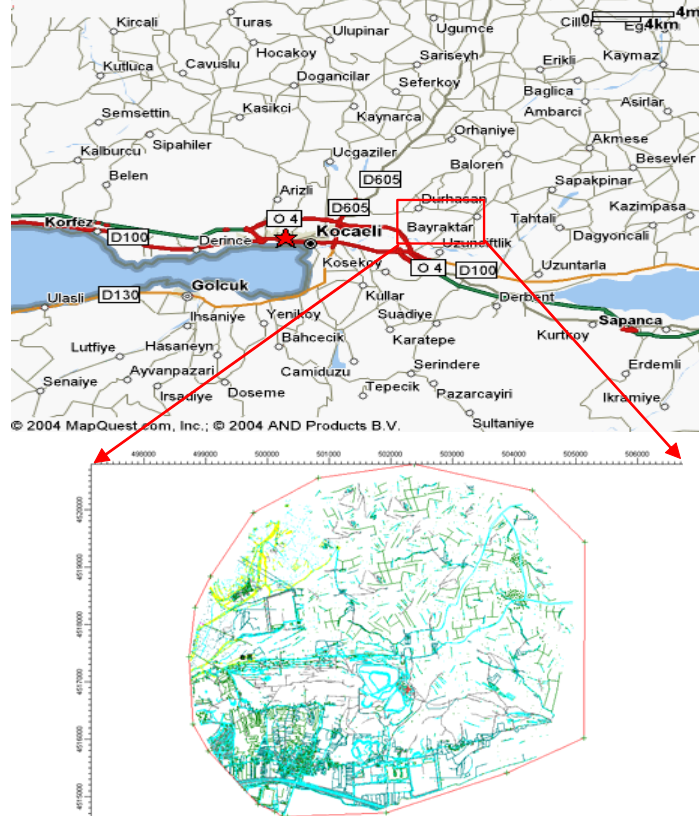 Kircali
Turas
Ulupinar
Ugumce
Cill
Eg
4m
0
4km
Kutluca
Cavuslu
Hocakoy
Dogancilar
Sariseyh
Seferkoy
Erikli
Kaymaz
Baglica
Ambarci
Asirlar
Semsettin
Kasikci
Kaynarca
Sipahiler
Orhaniye
Akmese
Kalburcu
Ucgaziler
Baloren
Besevler
Belen
D605
Arizli
D605
Durhasan
Sapakpinar
Korfez
O 4
Kocaeli
Bayraktar
Tahtali
Kazimpasa
D100
Derince
Uzunciftlik
Dagyoncali
Kosekoy
O 4
D100
Uzuntarla
Ulasli
D130
Golcuk
Kullar
Derbent
Ihsaniye
Yenikoy
Suadiye
Sapanca
Lutfiye
Hasaneyn
Bahcecik
Karatepe
Kurtkoy
Ayvanpazari
Camiduzu
Serindere
Erdemli
Senaiye
Irsadiye
Doseme
Tepecik
Pazarcayiri
Ikramiye
Sultaniye
© 2004 MapQuest.com, Inc.; © 2004 AND Products B.V.
498000 499000 500000 501000 502000 503000 504000 505000 506000
4520000
4519000
4518000
4517000
4516000
4515000